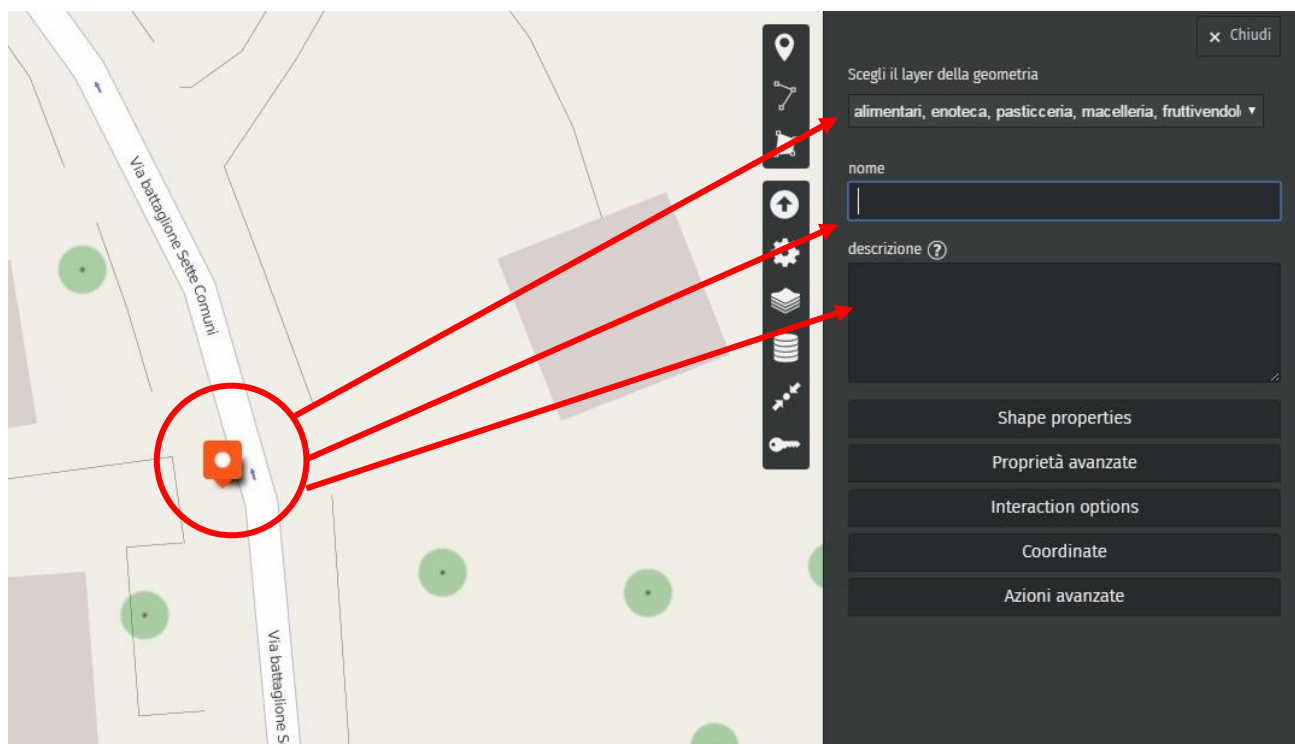 × Chiudi
Scegli il layer della geometria
alimentari, enoteca, pasticceria, macelleria, fruttivendol
nome
descrizione ?
Shape properties
Proprietà avanzate
Interaction options
Coordinate
Azioni avanzate
Via battaglione Sette Comuni
Via battaglione S